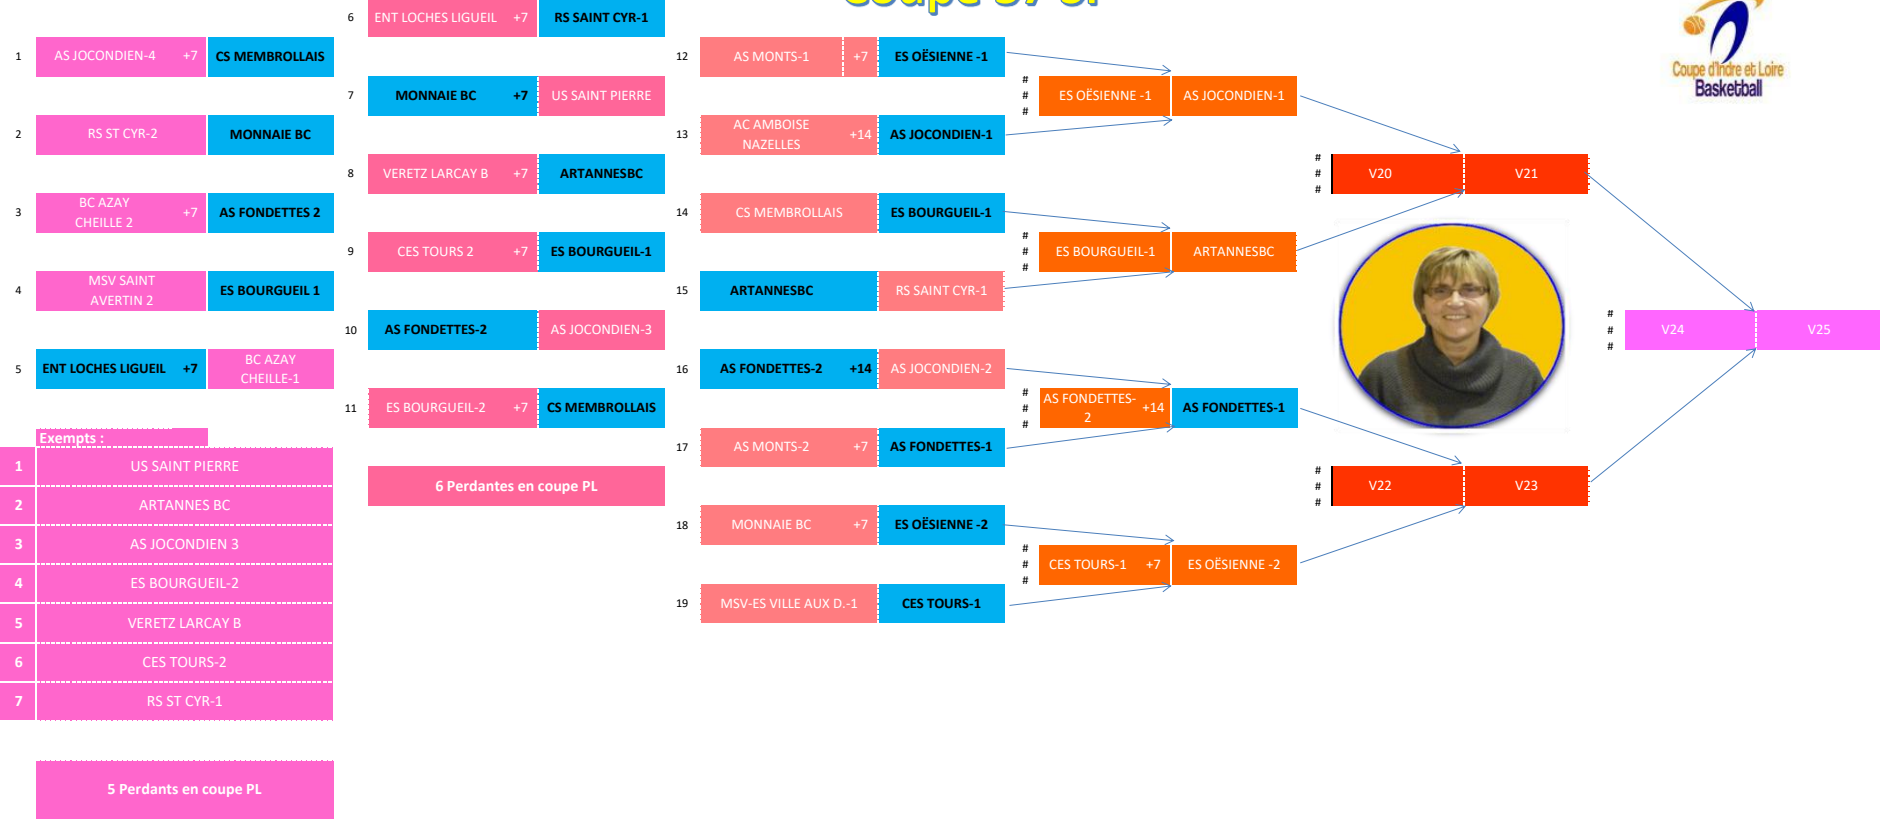 6 ENT LOCHES LIGUEIL +7 RS SAINT CYR-1
1 AS JOCONDIEN-4 +7 CS MEMBROLLAIS
12 AS MONTS-1 +7 ES OËSIENNE -1
Coupe d'Indre et Loire
Basketball
7 MONNAIE BC +7 US SAINT PIERRE
#
#
#
ES OËSIENNE -1 AS JOCONDIEN-1
2 RS ST CYR-2 MONNAIE BC
13 AC AMBOISE
NAZELLES
+14 AS JOCONDIEN-1
8 VERETZ LARCAY B +7 ARTANNESBC
#
#
#
V20 V21
3 BC AZAY
CHEILLE 2
+7 AS FONDETTES 2
14 CS MEMBROLLAIS ES BOURGUEIL-1
9 CES TOURS 2 +7 ES BOURGUEIL-1
#
#
#
ES BOURGUEIL-1 ARTANNESBC
4 MSV SAINT
AVERTIN 2
ES BOURGUEIL 1
15 ARTANNESBC RS SAINT CYR-1
10 AS FONDETTES-2 AS JOCONDIEN-3
#
#
#
V24 V25
5 ENT LOCHES LIGUEIL +7 BC AZAY
CHEILLE-1
16 AS FONDETTES-2 +14 AS JOCONDIEN-2
11 ES BOURGUEIL-2 +7 CS MEMBROLLAIS
#
#
#
AS FONDETTES-
2
+14 AS FONDETTES-1
Exempts :
17 AS MONTS-2 +7 AS FONDETTES-1
1 US SAINT PIERRE
6 Perdantes en coupe PL
#
#
#
V22 V23
2 ARTANNES BC
18 MONNAIE BC +7 ES OËSIENNE -2
3 AS JOCONDIEN 3
#
#
#
CES TOURS-1 +7 ES OËSIENNE -2
4 ES BOURGUEIL-2
19 MSV-ES VILLE AUX D.-1 CES TOURS-1
5 VERETZ LARCAY B
6 CES TOURS-2
7 RS ST CYR-1
5 Perdants en coupe PL